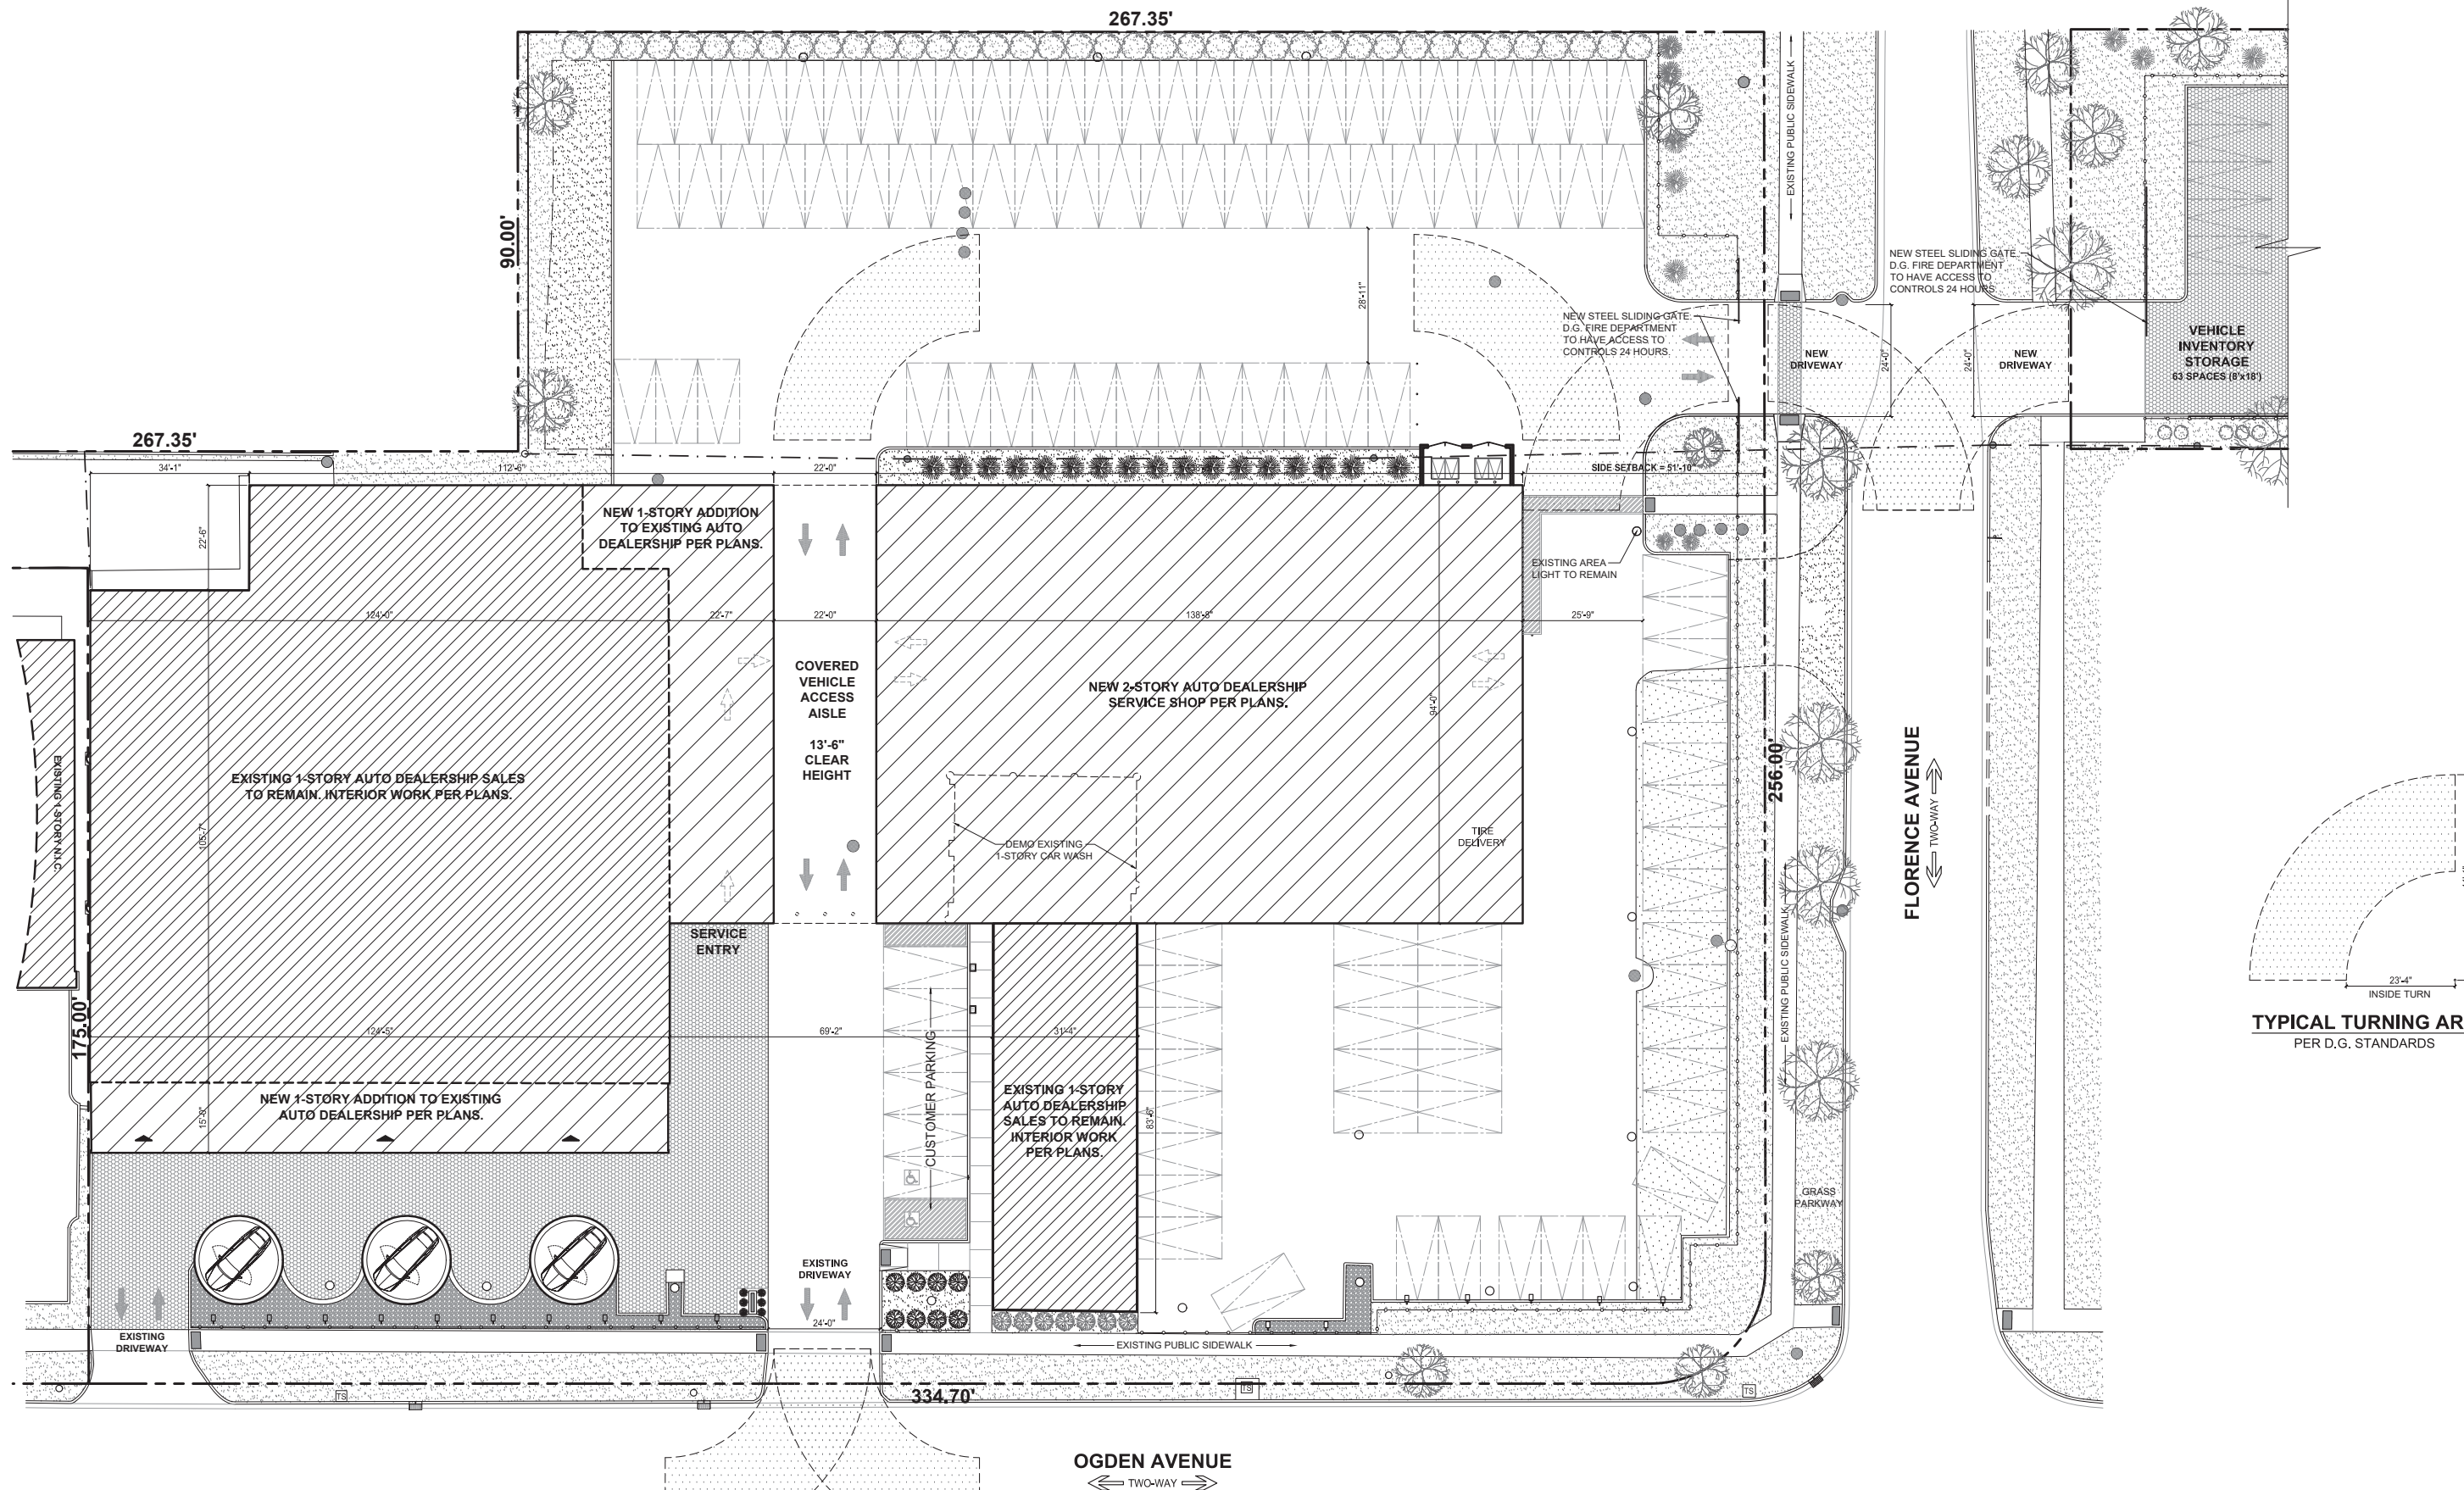 267.35'
90.00'
EXISTING PUBLIC SIDEWALK
28'-11"
NEW STEEL SLIDING GATE.
D.G. FIRE DEPARTMENT
TO HAVE ACCESS TO
CONTROLS 24 HOURS.
NEW STEEL SLIDING GATE.
D.G. FIRE DEPARTMENT
TO HAVE ACCESS TO
CONTROLS 24 HOURS.
NEW
DRIVEWAY
24'-0"
24'-0"
NEW
DRIVEWAY
VEHICLE
INVENTORY
STORAGE
63 SPACES (8'x18')
267.35'
34'-1"
112'-6"
22'-0"
SIDE SETBACK = 51'-10"
22'-6"
NEW 1-STORY ADDITION
TO EXISTING AUTO
DEALERSHIP PER PLANS.
EXISTING AREA
LIGHT TO REMAIN
124'-0"
22'-7"
22'-0"
138'-8"
25'-9"
COVERED
VEHICLE
ACCESS
AISLE
13'-6"
CLEAR
HEIGHT
NEW 2-STORY AUTO DEALERSHIP
SERVICE SHOP PER PLANS.
94'-0"
EXISTING 1-STORY N.I.C.
EXISTING 1-STORY AUTO DEALERSHIP SALES
TO REMAIN. INTERIOR WORK PER PLANS.
105'-7"
DEMO EXISTING
1-STORY CAR WASH
TIRE
DELIVERY
256.00'
FLORENCE AVENUE
TWO-WAY
SERVICE
ENTRY
175.00'
124'-5"
69'-2"
31'-4"
CUSTOMER PARKING
EXISTING PUBLIC SIDEWALK
23'-4"
INSIDE TURN
TYPICAL TURNING AR
PER D.G. STANDARDS
NEW 1-STORY ADDITION TO EXISTING
AUTO DEALERSHIP PER PLANS.
EXISTING 1-STORY
AUTO DEALERSHIP
SALES TO REMAIN.
INTERIOR WORK
PER PLANS.
83'-6"
GRASS
PARKWAY
EXISTING
DRIVEWAY
EXISTING
DRIVEWAY
24'-0"
EXISTING PUBLIC SIDEWALK
TS
TS
TS
334.70'
OGDEN AVENUE
TWO-WAY